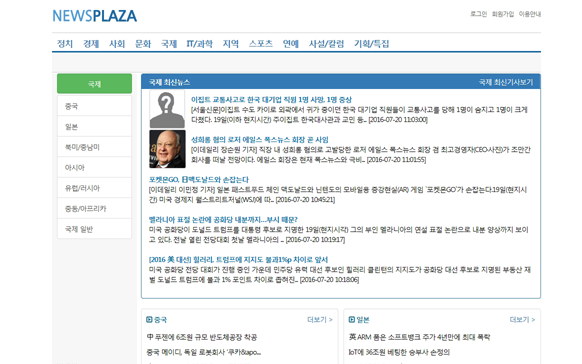 NEWSPLAZA
로그인 회원가입 이용안내
정치 경제 사회 문화 국제 IT/과학 지역 스포츠 연예 사설/칼럼 기획/특집
국제
중국
일본
북미/중남미
아시아
유럽/러시아
중동/아프리카
국제 일반
국제 최신뉴스 국제 최신기사보기
이집트 교통사고로 한국 대기업 직원 1명 사망, 1명 중상
[서울신문]이집트 수도 카이로 외곽에서 귀가 중이던 한국 대기업 직원들이 교통사고를 당해 1명이 숨지고 1명이 크게
다쳤다. 19일(이하 현지시간) 주이집트 한국대사관과 교민 등.. [2016-07-20 11:03:00]
성희롱 혐의 로저 에일스 폭스뉴스 회장 곧 사임
[이데일리 장순원 기자] 직장 내 성희롱 혐의로 고발당한 로저 에일스 폭스뉴스 회장 겸 최고경영자(CEO·사진)가 조만간
회사를 떠날 전망이다. 에일스 회장은 현재 폭스뉴스와 국비... [2016-07-20 11:01:55]
포켓몬GO, 日맥도날드와 손잡는다
[이데일리 이민정 기자] 일본 패스트푸드 체인 맥도날드와 닌텐도의 모바일용 증강현실(AR) 게임 '포켓몬GO'가 손잡는다.19일(현지시
간) 미국 경제지 월스트리트저널(WSJ)에 따... [2016-07-20 10:45:21]
멜라니아 표절 논란에 공화당 내분까지...부시 때문?
미국 공화당이 도널드 트럼프를 대통령 후보로 지명한 19일(현지시각) 그의 부인 멜라니아의 연설 표절 논란으로 내분 양상까지 보이
고 있다. 전날 열린 전당대회 첫날 멜라니아의 ... [2016-07-20 10:19:17]
[2016 美 대선] 힐러리, 트럼프에 지지도 불과1%p 차이로 앞서
미국 공화당 전당 대회가 진행 중인 가운데 민주당 유력 대선 후보인 힐러리 클린턴의 지지도가 공화당 대선 후보로 지명된 부동산 재
벌 도널드 트럼프에 불과 1% 포인트 차이로 좁혀진... [2016-07-20 10:18:06]
중국 더보기 >
中 푸젠에 6조원 규모 반도체공장 착공
중국 메이디, 독일 로봇회사 '쿠카&apo...
일본 더보기 >
英 ARM 품은 소프트뱅크 주가 4년만에 최대 폭락
IoT에 36조원 베팅한 승부사 손정의